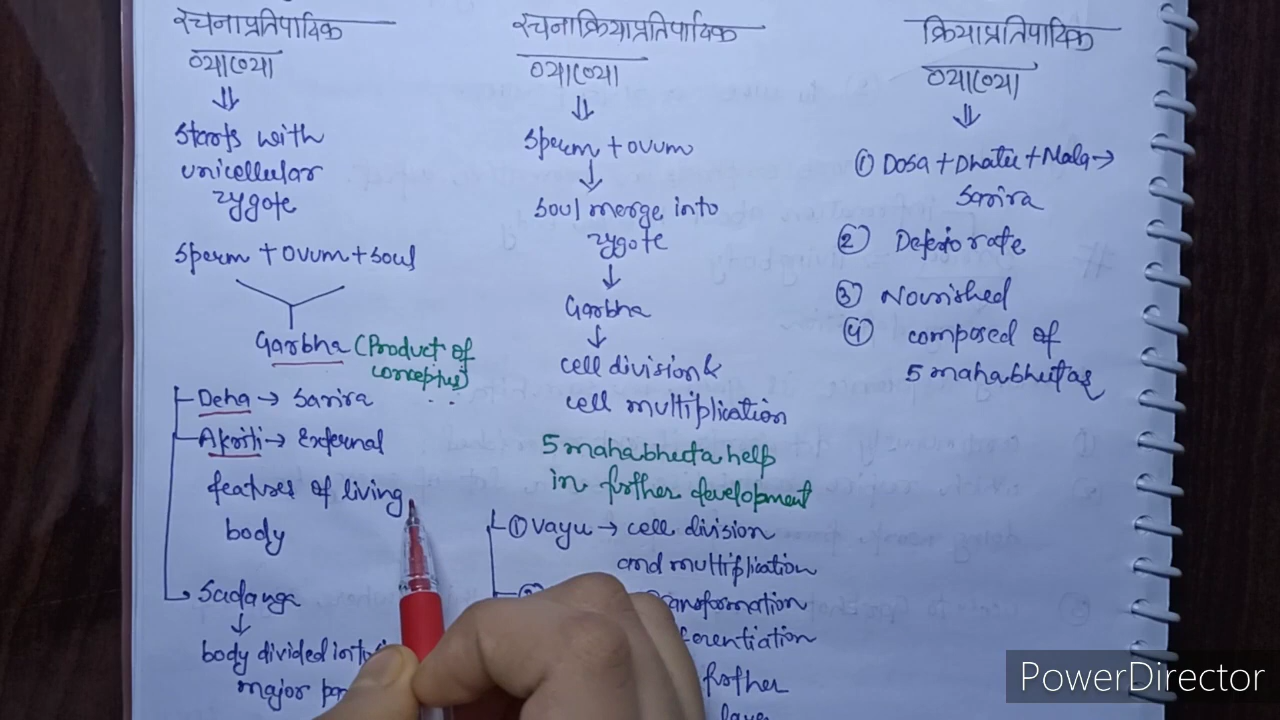 रचनाप्रतिपादिक
व्याख्या
⇓
Starts with
unicellular
zygote
Sperm + Ovum + Soul
Garbha (Product of
conceptus)
Deha → Sarira
Akriti → External
features of living
body
Sadanga
↓
body divided into
major
रचनाक्रियाप्रतिपादिक
व्याख्या
⇓
Sperm + ovum
↓
Soul merge into
zygote
↓
Garbha
↓
cell division &
cell multiplication
5 mahabhuta help
in further development
① Vayu → cell division
and multiplication
क्रियाप्रतिपादिक
व्याख्या
⇓
① Dosa + Dhatu + Mala →
Sarira
② Deteriorate
③ Nourished
④ composed of
5 mahabhutas
PowerDirector